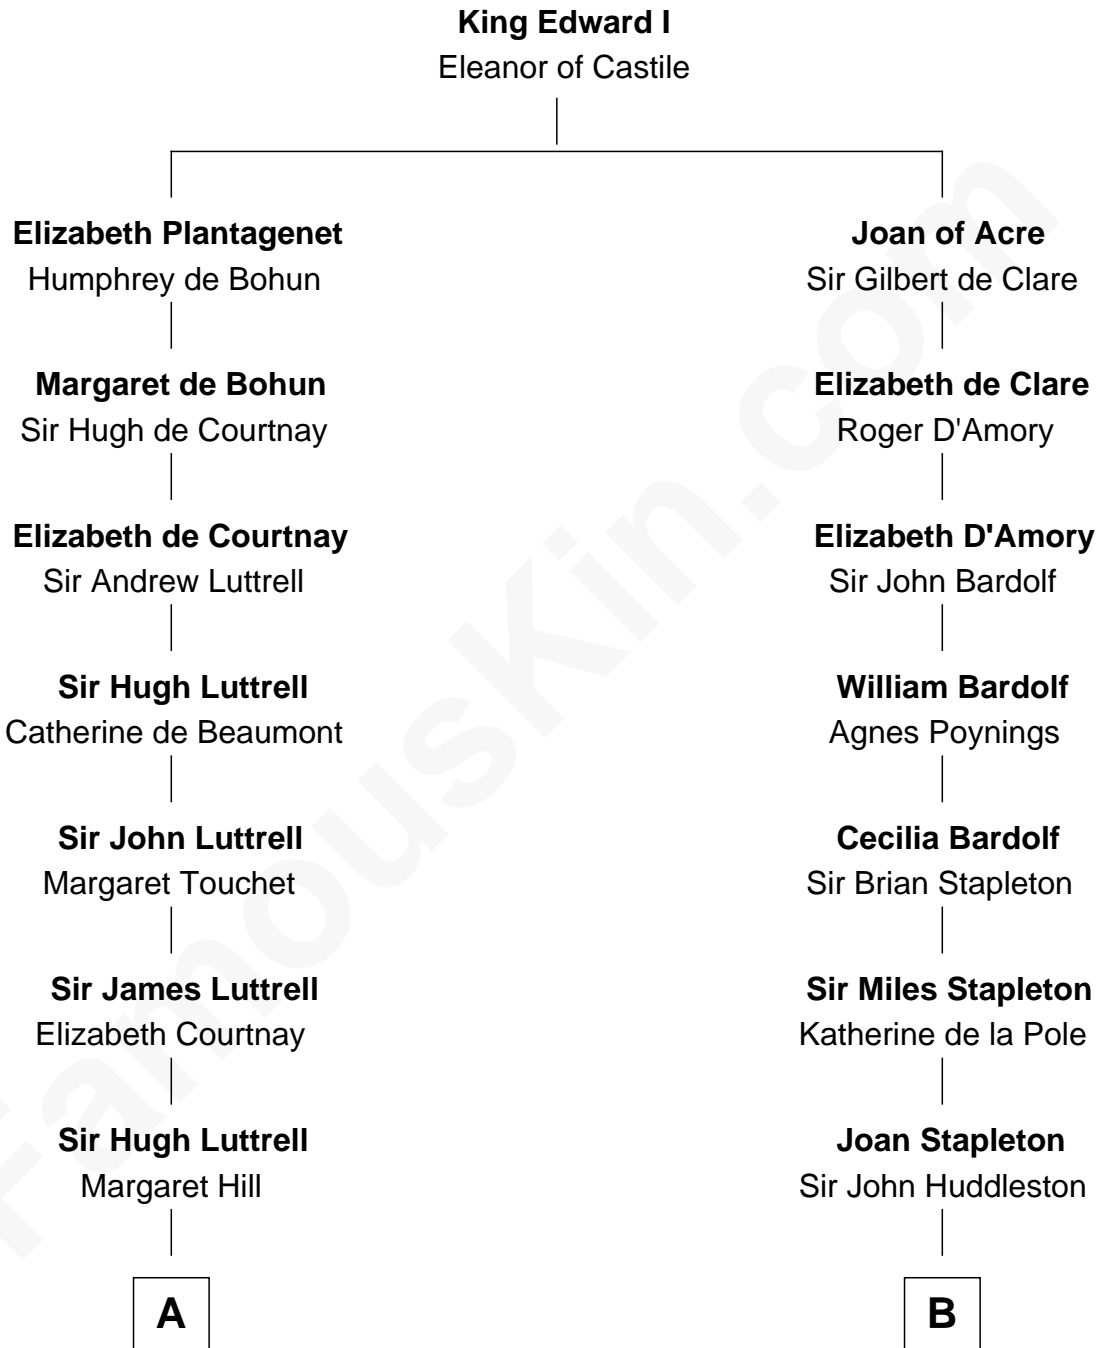 King Edward I
Eleanor of Castile
Elizabeth Plantagenet
Humphrey de Bohun
Margaret de Bohun
Sir Hugh de Courtnay
Elizabeth de Courtnay
Sir Andrew Luttrell
Sir Hugh Luttrell
Catherine de Beaumont
Sir John Luttrell
Margaret Touchet
Sir James Luttrell
Elizabeth Courtnay
Sir Hugh Luttrell
Margaret Hill
A
Joan of Acre
Sir Gilbert de Clare
Elizabeth de Clare
Roger D'Amory
Elizabeth D'Amory
Sir John Bardolf
William Bardolf
Agnes Poynings
Cecilia Bardolf
Sir Brian Stapleton
Sir Miles Stapleton
Katherine de la Pole
Joan Stapleton
Sir John Huddleston
B
FamousKin.com